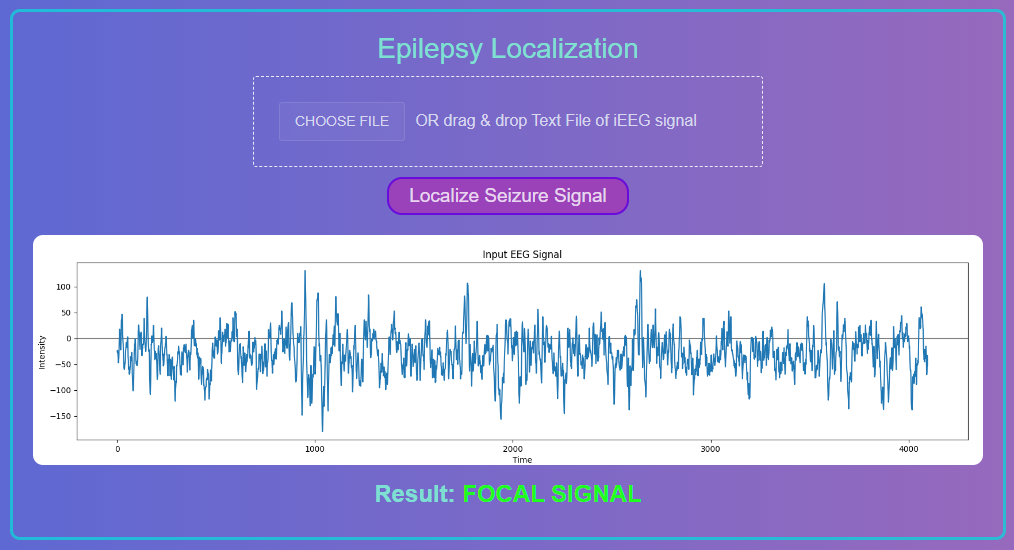 Epilepsy Localization
CHOOSE FILE OR drag & drop Text File of iEEG signal
Localize Seizure Signal
Input EEG Signal
100
50
0
−50
−100
−150
Intensity
0 1000 2000 3000 4000
Time
Result: FOCAL SIGNAL